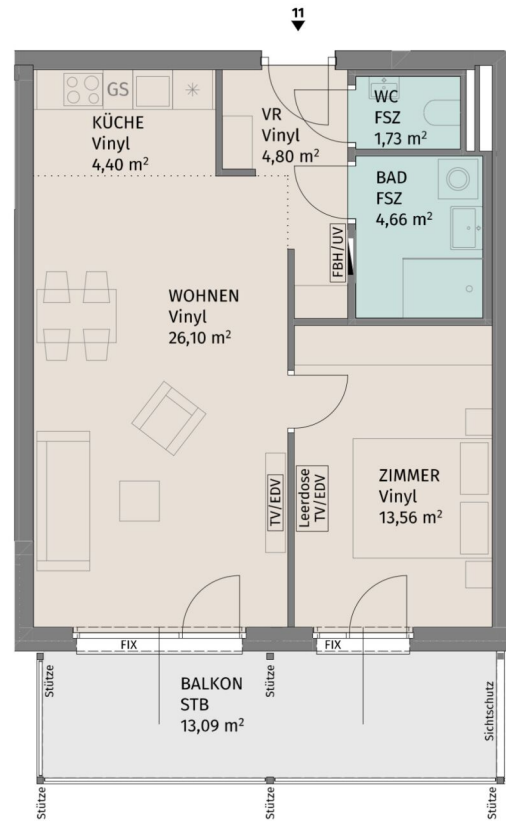 11
GS
KÜCHE
Vinyl
4,40 m²
VR
Vinyl
4,80 m²
WC
FSZ
1,73 m²
BAD
FSZ
4,66 m²
FBH/UV
WOHNEN
Vinyl
26,10 m²
TV/EDV
Leerdose
TV/EDV
ZIMMER
Vinyl
13,56 m²
FIX
FIX
Stütze
BALKON
STB
13,09 m²
Stütze
Sichtschutz
Stütze
Stütze
Stütze